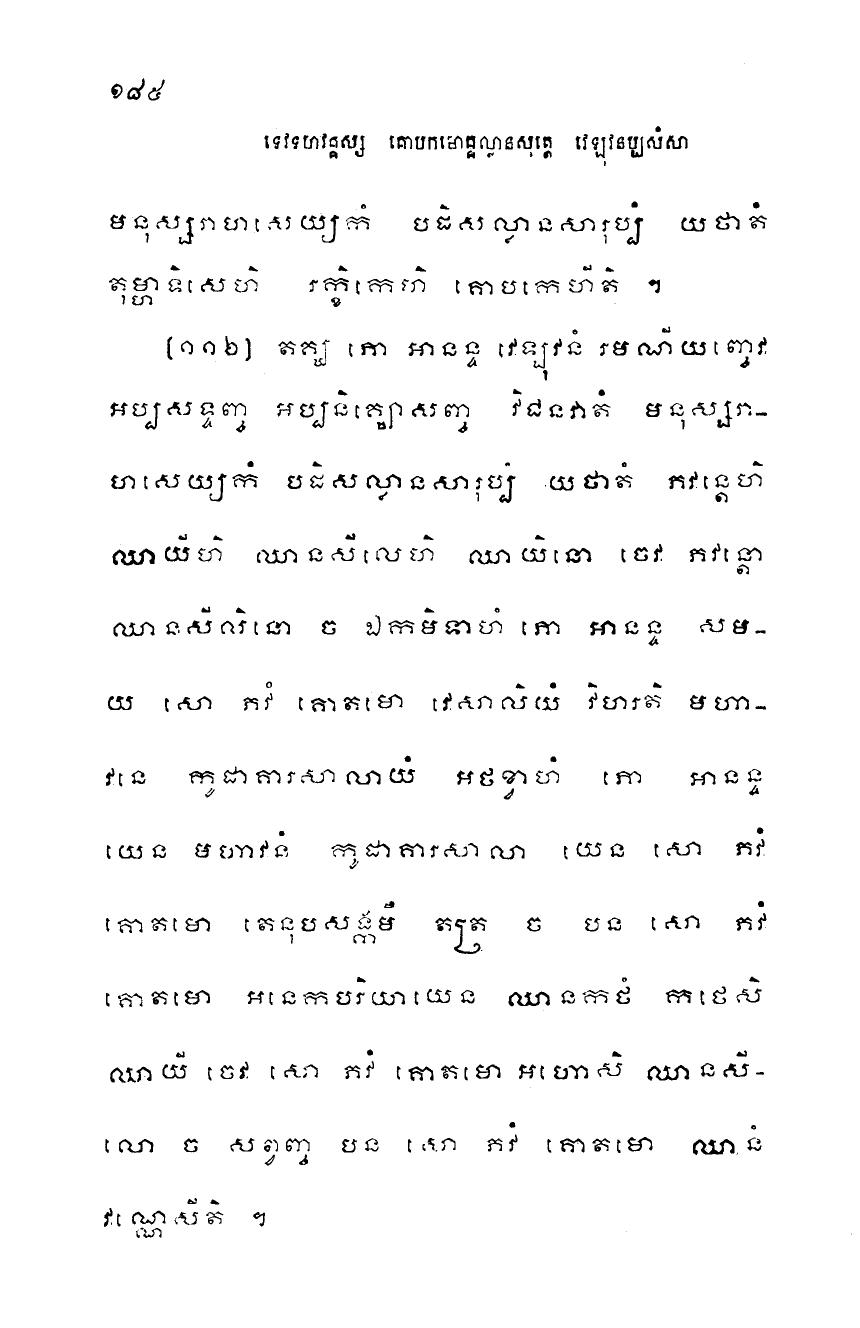 ១៨៥
ទេវទហវគ្គស្ស គោបកមោគ្គល្លានសុត្តេ វេឡុវនប្បសំសា
មនុស្សរាហសេយ្យកំ បដិសល្លានសារុប្បំ យថាតំ
តុម្ហាទិសេហិ រក្ខិកេហិ គោបកេហីតិ ។
(១១៦) តគ្ឃ ភោ អានន្ទ វេឡុវនំ រមណីយញ្ចេវ
អប្បសទ្ទញ្ច អប្បនិគ្ឃោសញ្ច វិជនវាតំ មនុស្សរា-
ហសេយ្យកំ បដិសល្លានសារុប្បំ យថាតំ ភវន្តេហិ
ឈាយីហិ ឈានសីលេហិ ឈាយិនោ ចេវ ភវន្តោ
ឈានសីលិនោ ច ឯកមិទាហំ ភោ អានន្ទ សម-
យ សោ ភវំ គោតមោ វេសាលិយំ វិហរតិ មហា-
វនេ កូដាគារសាលាយំ អថខ្វាហំ ភោ អានន្ទ
យេន មហាវនំ កូដាគារសាលា យេន សោ ភវំ
គោតមោ តេនុបសង្កមឹ តត្រ ច បន សោ ភវំ
គោតមោ អនេកបរិយាយេន ឈានកថំ កថេសិ
ឈាយី ចេវ សោ ភវំ គោតមោ អហោសិ ឈានសី-
លោ ច សព្វញ្ច បន សោ ភវំ គោតមោ ឈានំ
វណ្ណេសីតិ ។